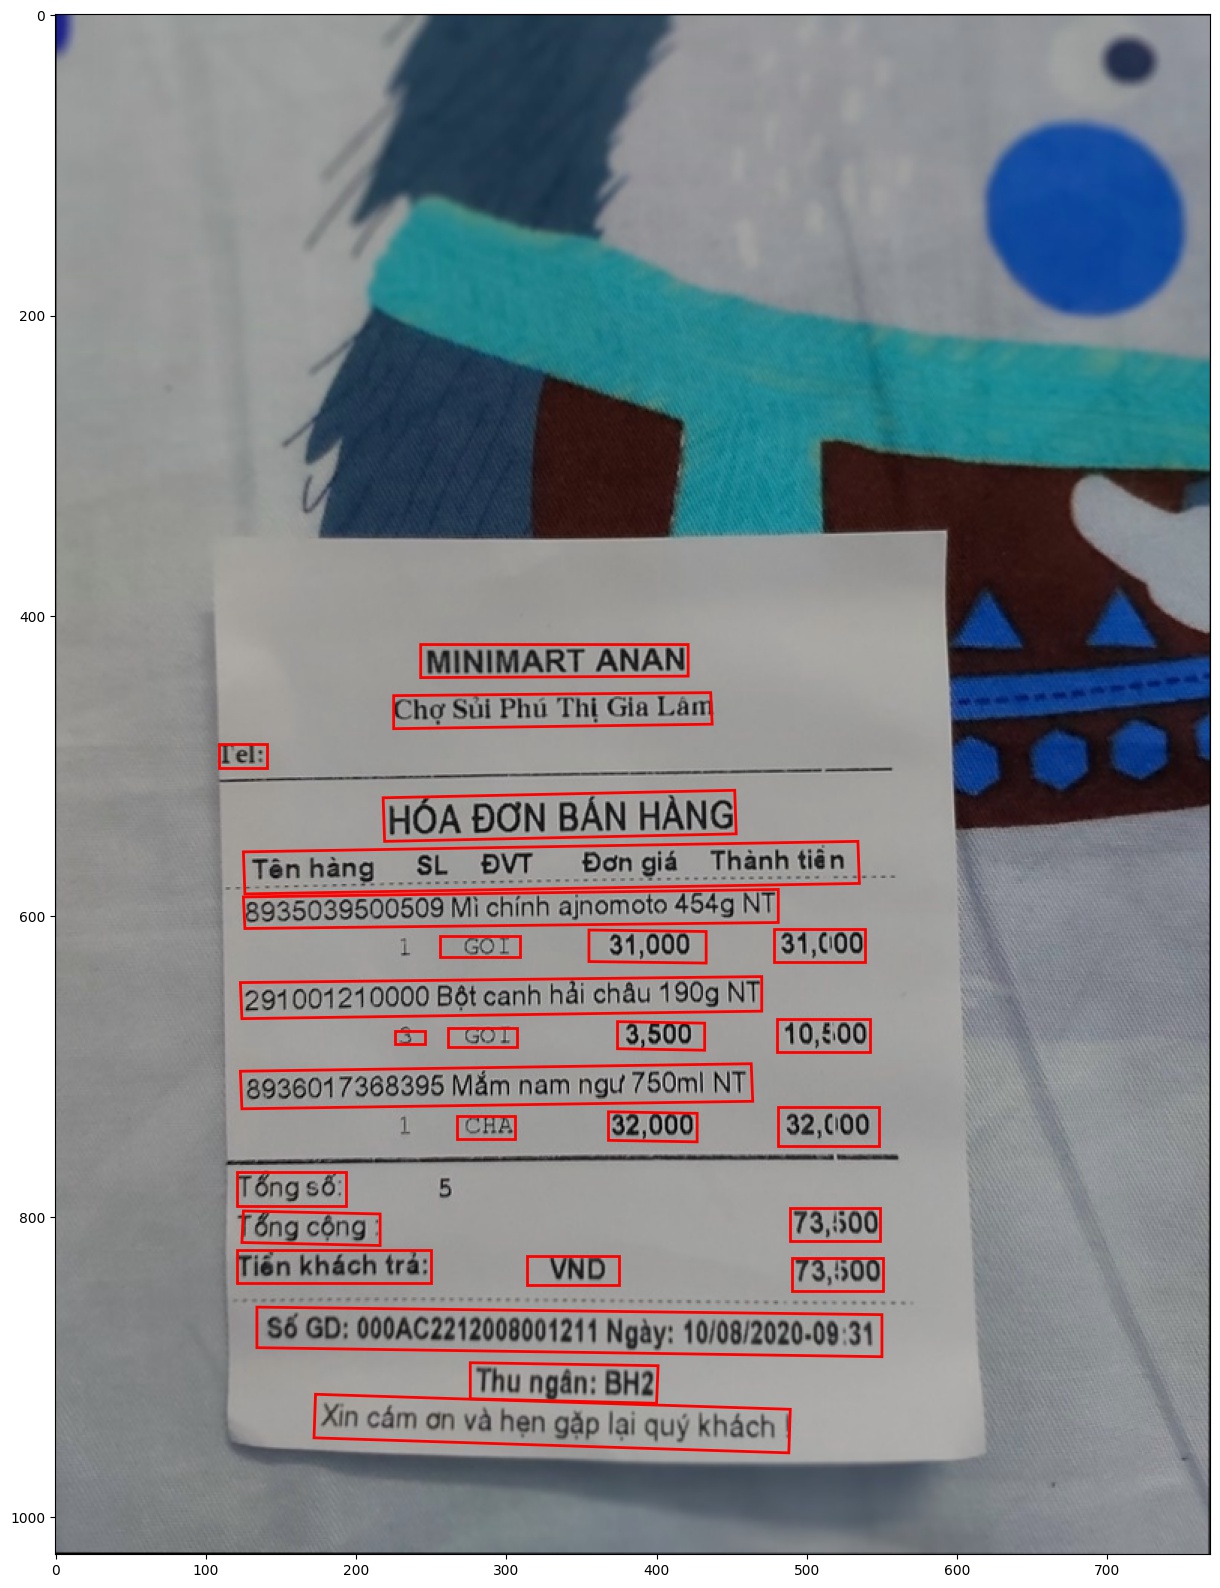 MINIMART ANAN
Chợ Sủi Phú Thị Gia Lâm
Tel:
HÓA ĐƠN BÁN HÀNG
Tên hàng SL ĐVT Đơn giá Thành tiền
8935039500509 Mì chính ajnomoto 454g NT
1 GOI 31,000 31,000
291001210000 Bột canh hải châu 190g NT
3 GOI 3,500 10,500
8936017368395 Mắm nam ngư 750ml NT
1 CHA 32,000 32,000
Tổng số: 5
Tổng cộng : 73,500
Tiền khách trả: VND 73,500
Số GD: 000AC2212008001211 Ngày: 10/08/2020-09:31
Thu ngân: BH2
Xin cám ơn và hẹn gặp lại quý khách !
0
200
400
600
800
1000
0 100 200 300 400 500 600 700